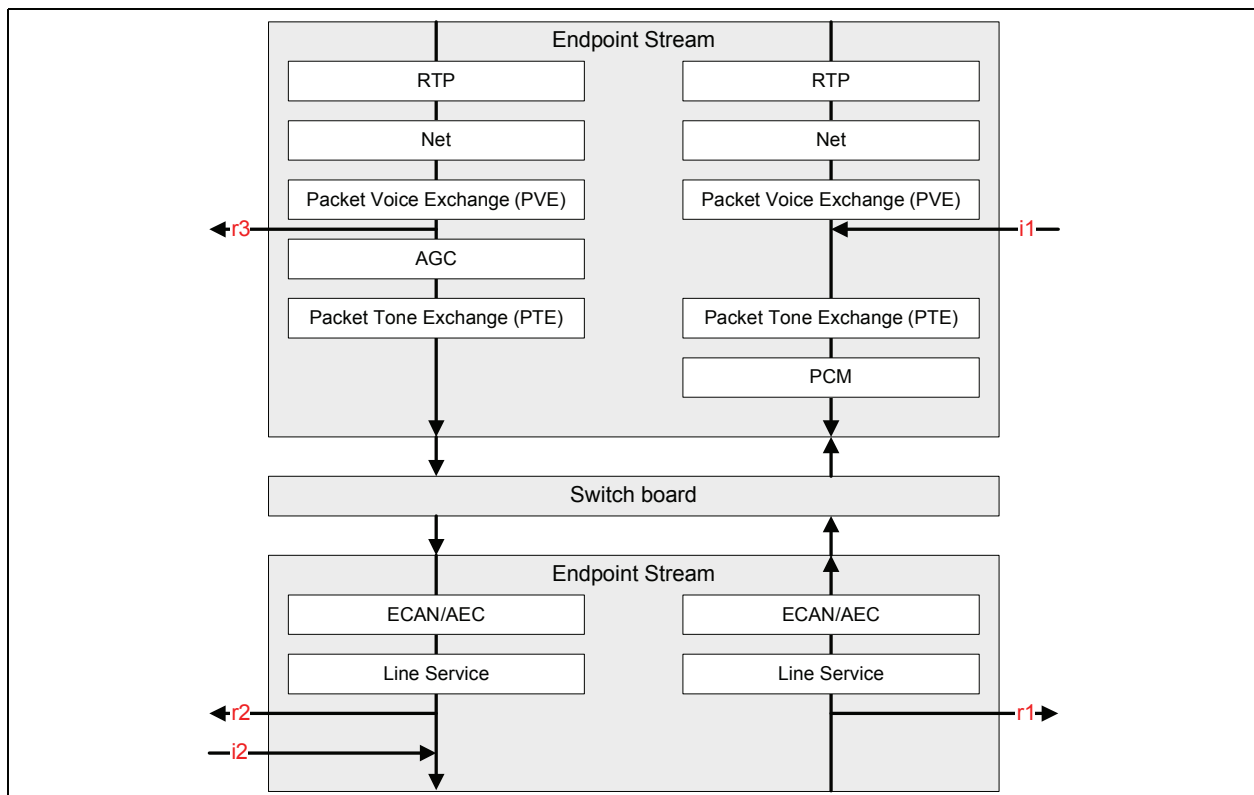 Endpoint Stream
RTP
RTP
Net
Net
Packet Voice Exchange (PVE)
Packet Voice Exchange (PVE)
r3
i1
AGC
Packet Tone Exchange (PTE)
Packet Tone Exchange (PTE)
PCM
Switch board
Endpoint Stream
ECAN/AEC
ECAN/AEC
Line Service
Line Service
r2
r1
i2